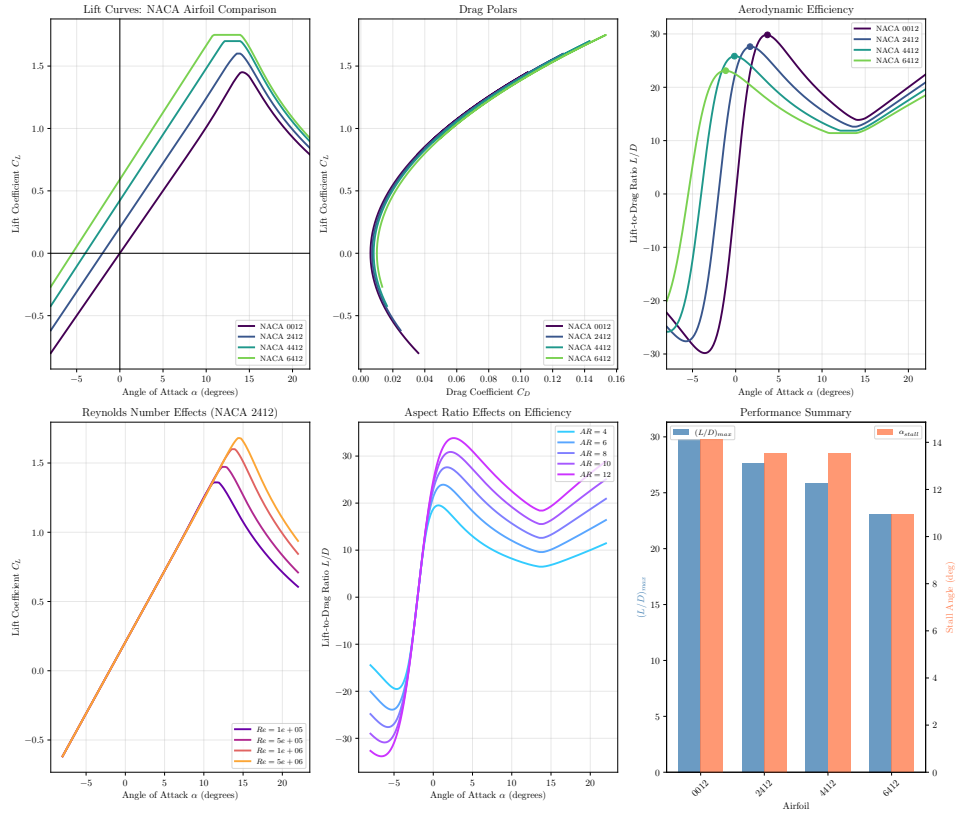 Lift Curves: NACA Airfoil Comparison
Lift Coefficient C_L
1.5
1.0
0.5
0.0
−0.5
NACA 0012
NACA 2412
NACA 4412
NACA 6412
−5 0 5 10 15 20
Angle of Attack α (degrees)
Drag Polars
Lift Coefficient C_L
1.5
1.0
0.5
0.0
−0.5
NACA 0012
NACA 2412
NACA 4412
NACA 6412
0.00 0.02 0.04 0.06 0.08 0.10 0.12 0.14 0.16
Drag Coefficient C_D
Aerodynamic Efficiency
Lift-to-Drag Ratio L/D
30
20
10
0
−10
−20
−30
NACA 0012
NACA 2412
NACA 4412
NACA 6412
−5 0 5 10 15 20
Angle of Attack α (degrees)
Reynolds Number Effects (NACA 2412)
Lift Coefficient C_L
1.5
1.0
0.5
0.0
−0.5
Re = 1e + 05
Re = 5e + 05
Re = 1e + 06
Re = 5e + 06
−5 0 5 10 15 20
Angle of Attack α (degrees)
Aspect Ratio Effects on Efficiency
Lift-to-Drag Ratio L/D
30
20
10
0
−10
−20
−30
AR = 4
AR = 6
AR = 8
AR = 10
AR = 12
−5 0 5 10 15 20
Angle of Attack α (degrees)
Performance Summary
(L/D)_max
30
25
20
15
10
5
0
(L/D)_max
α_stall
14
12
10
8
6
4
2
0
Stall Angle (deg)
0012 2412 4412 6412
Airfoil